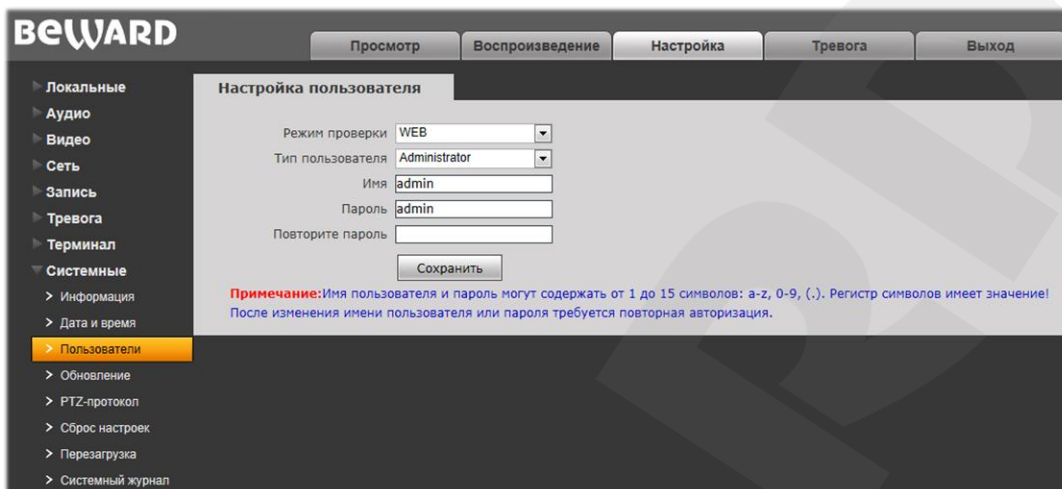 BEWARD
Просмотр Воспроизведение Настройка Тревога Выход
Локальные
Аудио
Видео
Сеть
Запись
Тревога
Терминал
Системные
Информация
Дата и время
Пользователи
Обновление
PTZ-протокол
Сброс настроек
Перезагрузка
Системный журнал
Настройка пользователя
Режим проверки WEB
Тип пользователя Administrator
Имя admin
Пароль admin
Повторите пароль
Сохранить
Примечание:Имя пользователя и пароль могут содержать от 1 до 15 символов: a-z, 0-9, (.). Регистр символов имеет значение!
После изменения имени пользователя или пароля требуется повторная авторизация.